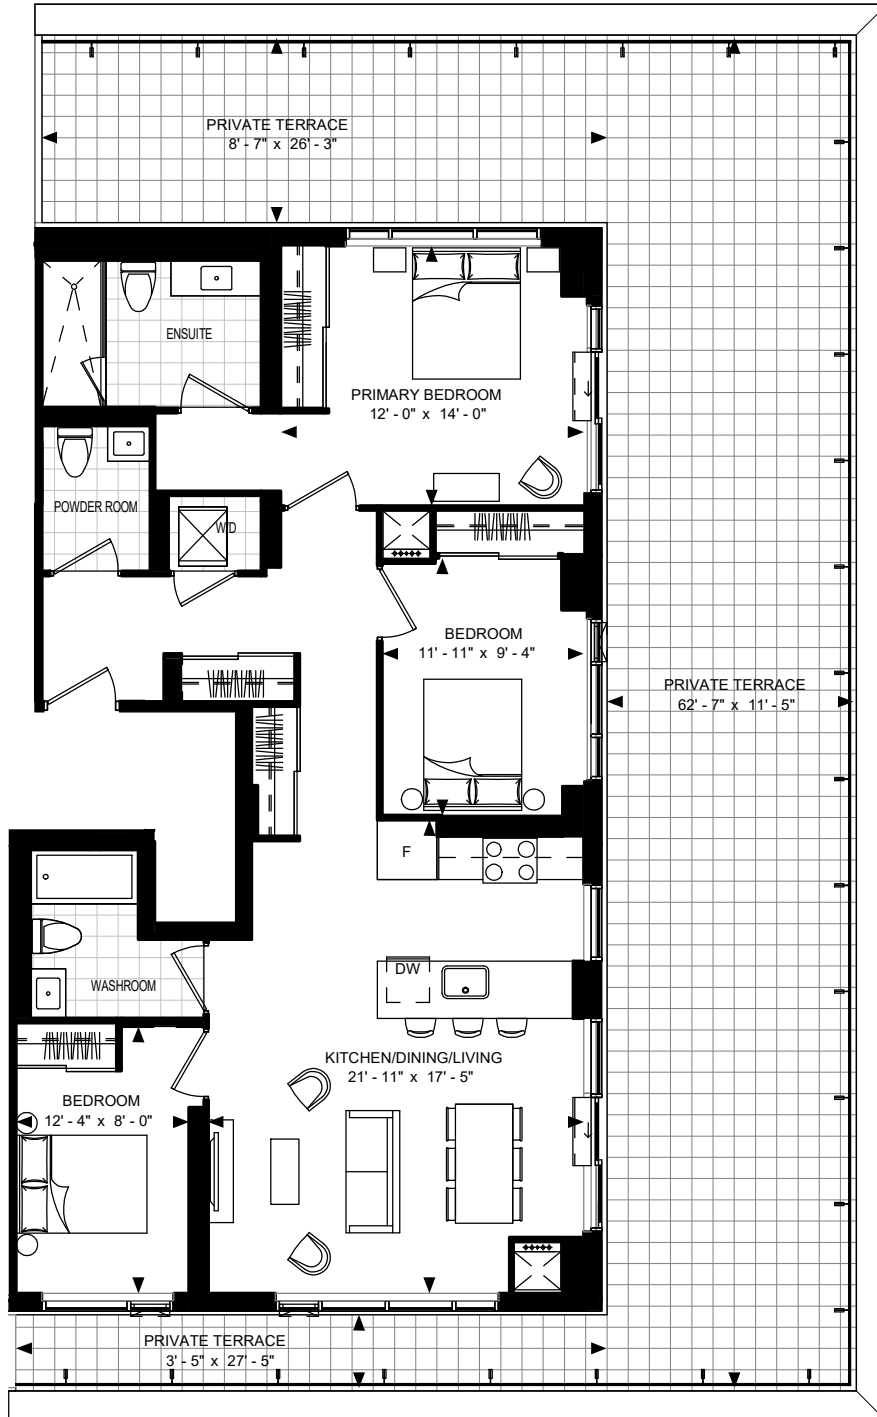 PRIVATE TERRACE
8' - 7" x 26' - 3"
ENSUITE
PRIMARY BEDROOM
12' - 0" x 14' - 0"
POWDER ROOM
W/D
BEDROOM
11' - 11" x 9' - 4"
PRIVATE TERRACE
62' - 7" x 11' - 5"
F
DW
WASHROOM
KITCHEN/DINING/LIVING
21' - 11" x 17' - 5"
BEDROOM
12' - 4" x 8' - 0"
PRIVATE TERRACE
3' - 5" x 27' - 5"